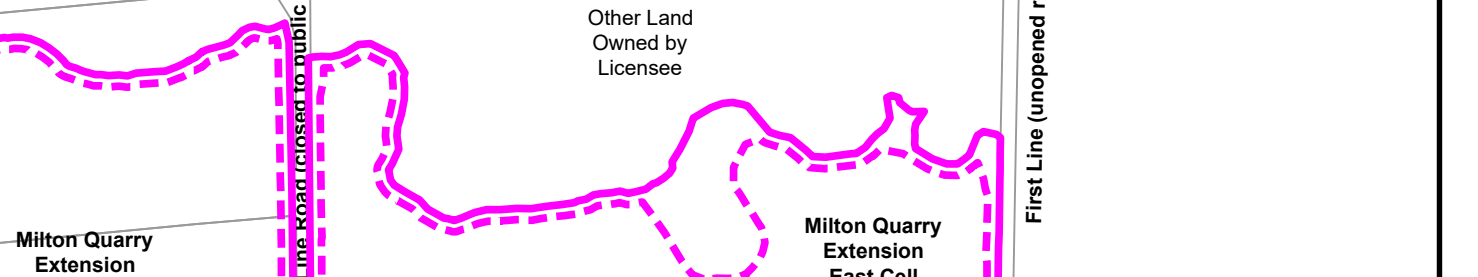 Other Land
Owned by
Licensee
Road (closed to public
First Line (unopened r
Milton Quarry
Extension
Milton Quarry
Extension
East Cell